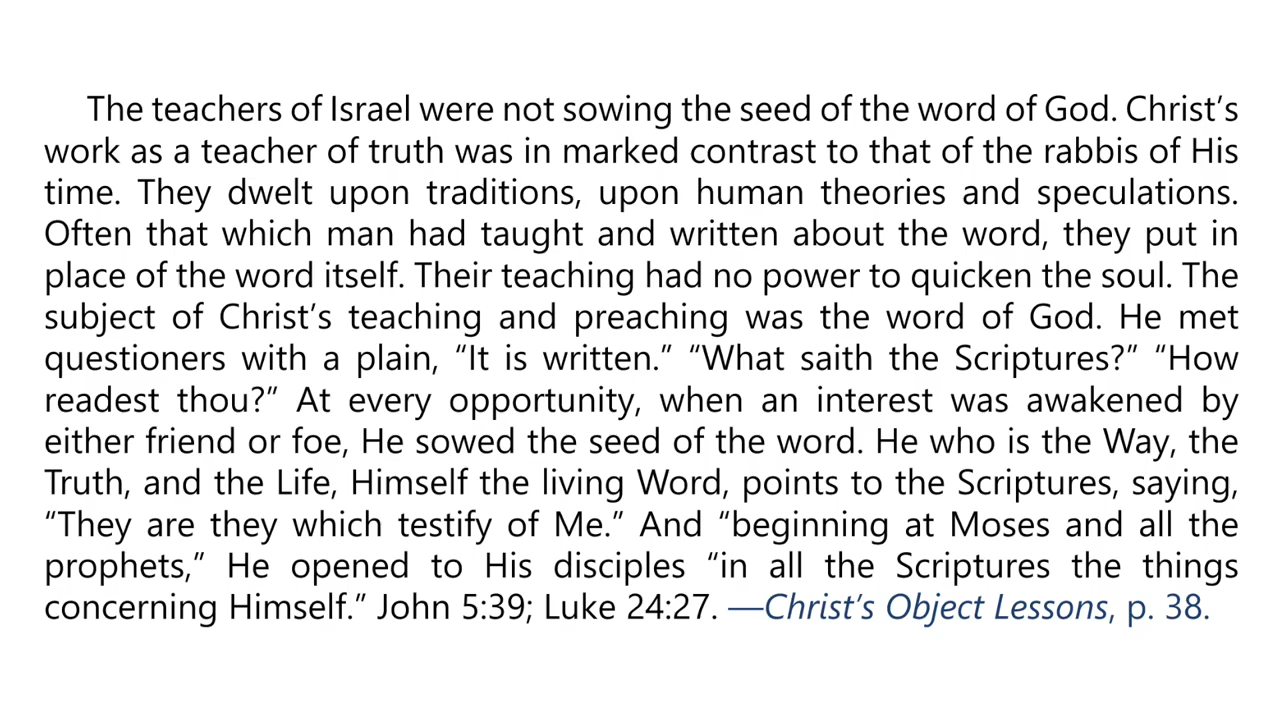 The teachers of Israel were not sowing the seed of the word of God. Christ’s
work as a teacher of truth was in marked contrast to that of the rabbis of His
time. They dwelt upon traditions, upon human theories and speculations.
Often that which man had taught and written about the word, they put in
place of the word itself. Their teaching had no power to quicken the soul. The
subject of Christ’s teaching and preaching was the word of God. He met
questioners with a plain, “It is written.” “What saith the Scriptures?” “How
readest thou?” At every opportunity, when an interest was awakened by
either friend or foe, He sowed the seed of the word. He who is the Way, the
Truth, and the Life, Himself the living Word, points to the Scriptures, saying,
“They are they which testify of Me.” And “beginning at Moses and all the
prophets,” He opened to His disciples “in all the Scriptures the things
concerning Himself.” John 5:39; Luke 24:27. —Christ’s Object Lessons, p. 38.